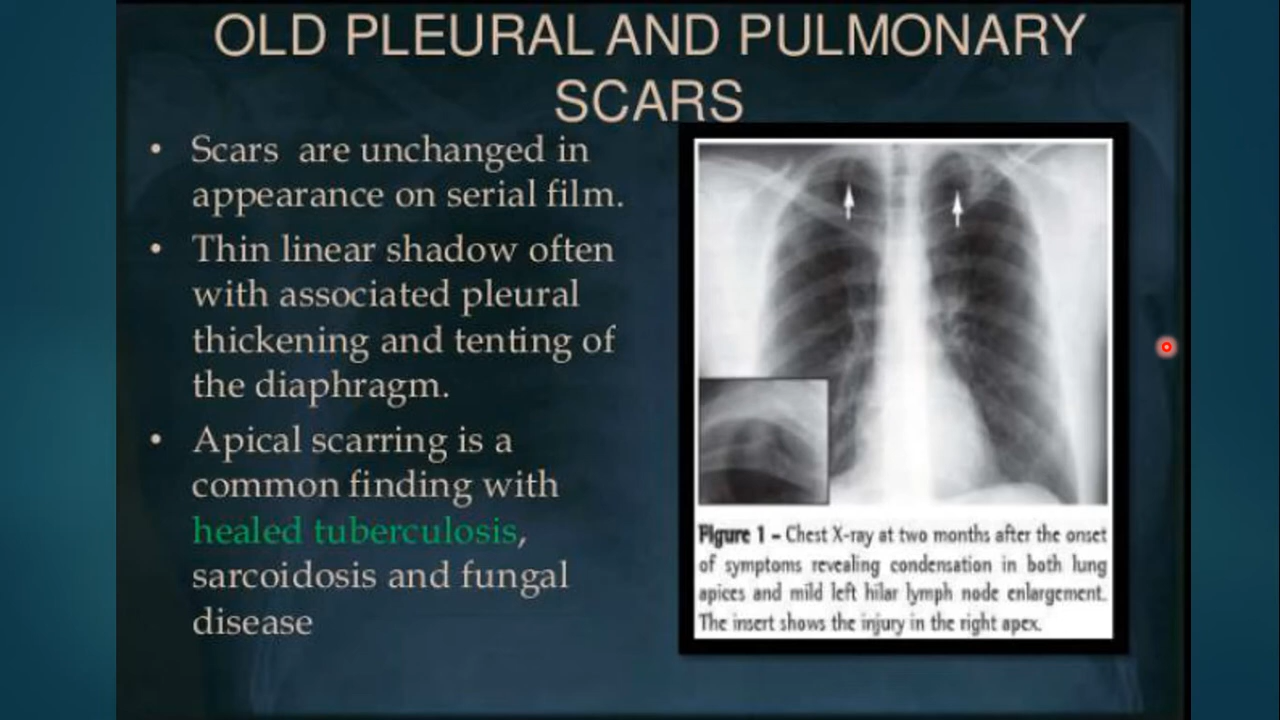 OLD PLEURAL AND PULMONARY
SCARS
• Scars are unchanged in
appearance on serial film.
• Thin linear shadow often
with associated pleural
thickening and tenting of
the diaphragm.
• Apical scarring is a
common finding with
healed tuberculosis,
sarcoidosis and fungal
disease
Figure 1 – Chest X-ray at two months after the onset
of symptoms revealing condensation in both lung
apices and mild left hilar lymph node enlargement.
The insert shows the injury in the right apex.